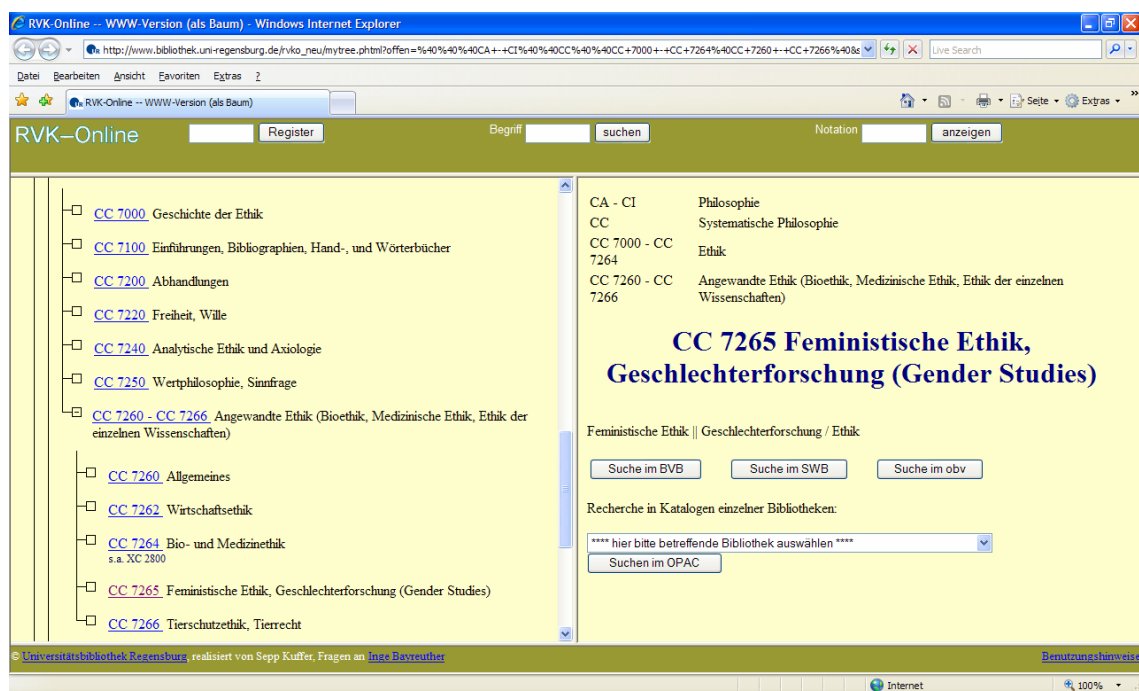 RVK-Online -- WWW-Version (als Baum) - Windows Internet Explorer
http://www.bibliothek.uni-regensburg.de/rvko_neu/mytree.phtml?offen=%40%40%40CA+-+CI%40%40CC%40%40CC+7000+-+CC+7264%40CC+7260+-+CC+7266%40&s
Live Search
Datei Bearbeiten Ansicht Favoriten Extras ?
RVK-Online -- WWW-Version (als Baum)
Seite Extras »
RVK–Online
Register
Begriff
suchen
Notation
anzeigen
CC 7000 Geschichte der Ethik
CC 7100 Einführungen, Bibliographien, Hand-, und Wörterbücher
CC 7200 Abhandlungen
CC 7220 Freiheit, Wille
CC 7240 Analytische Ethik und Axiologie
CC 7250 Wertphilosophie, Sinnfrage
CC 7260 - CC 7266 Angewandte Ethik (Bioethik, Medizinische Ethik, Ethik der
einzelnen Wissenschaften)
CC 7260 Allgemeines
CC 7262 Wirtschaftsethik
CC 7264 Bio- und Medizinethik
s.a. XC 2800
CC 7265 Feministische Ethik, Geschlechterforschung (Gender Studies)
CC 7266 Tierschutzethik, Tierrecht
CA - CI Philosophie
CC Systematische Philosophie
CC 7000 - CC
7264 Ethik
CC 7260 - CC Angewandte Ethik (Bioethik, Medizinische Ethik, Ethik der einzelnen
7266 Wissenschaften)
CC 7265 Feministische Ethik,
Geschlechterforschung (Gender Studies)
Feministische Ethik || Geschlechterforschung / Ethik
Suche im BVB Suche im SWB Suche im obv
Recherche in Katalogen einzelner Bibliotheken:
**** hier bitte betreffende Bibliothek auswählen ****
Suchen im OPAC
© Universitätsbibliothek Regensburg, realisiert von Sepp Kuffer, Fragen an Inge Bayreuther
Benutzungshinweise
Internet 100%